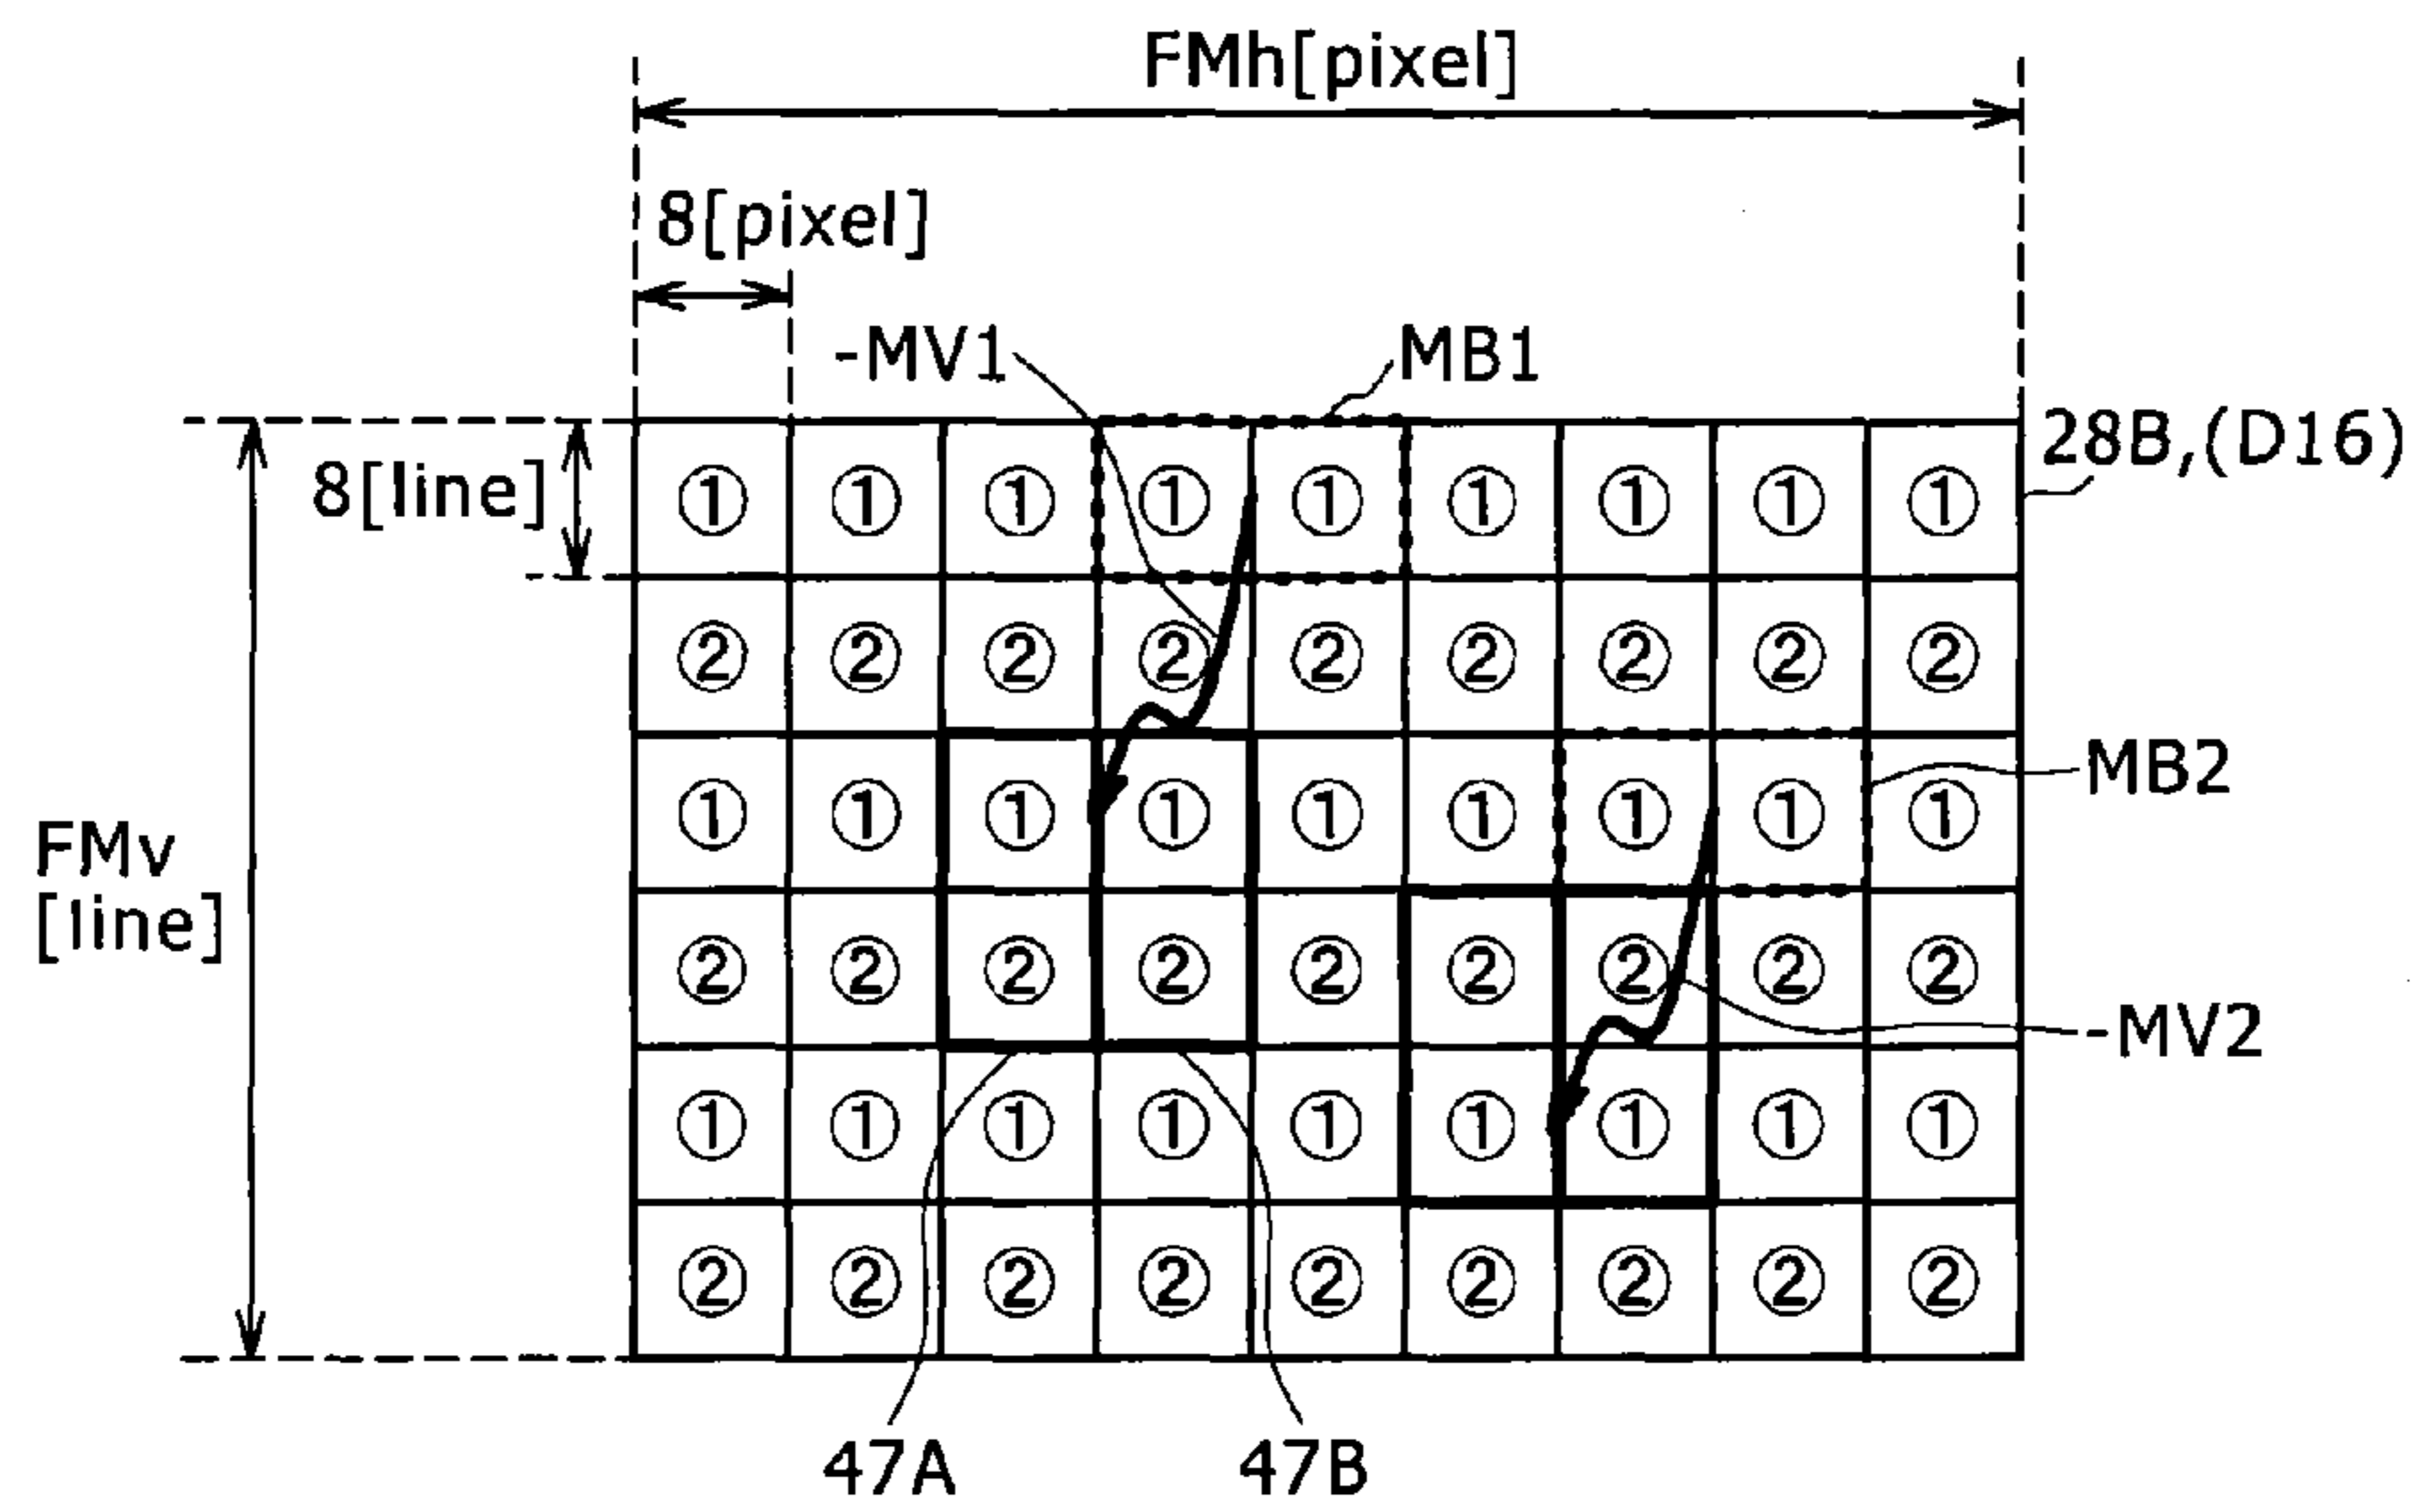 FMh[pixel]
8[pixel]
-MV1 MB1
28B,(D16)
8[line] ① ① ① ① ① ① ① ① ①
② ② ② ② ② ② ② ② ②
① ① ① ① ① ① ① ① ①
MB2
FMv
[line]
② ② ② ② ② ② ② ② ②
-MV2
① ① ① ① ① ① ① ① ①
② ② ② ② ② ② ② ② ②
47A 47B